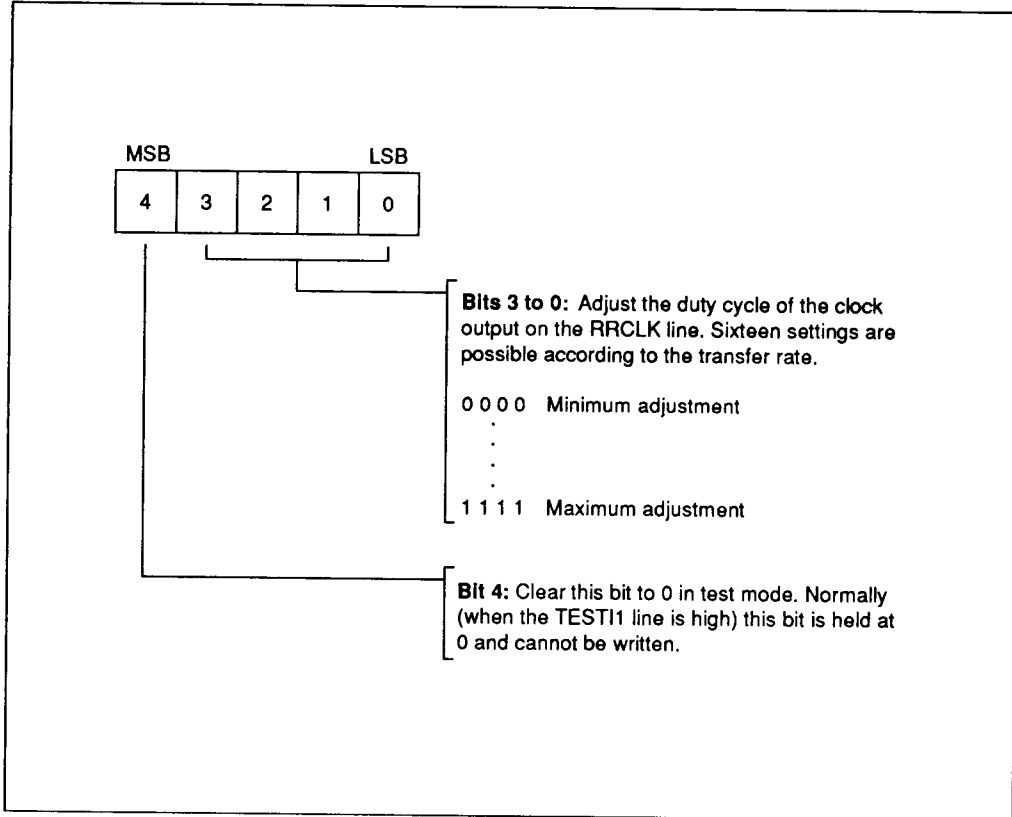 MSB LSB
4 3 2 1 0
Bits 3 to 0: Adjust the duty cycle of the clock
output on the RRCLK line. Sixteen settings are
possible according to the transfer rate.
0 0 0 0 Minimum adjustment
.
.
.
.
1 1 1 1 Maximum adjustment
Bit 4: Clear this bit to 0 in test mode. Normally
(when the TESTI1 line is high) this bit is held at
0 and cannot be written.